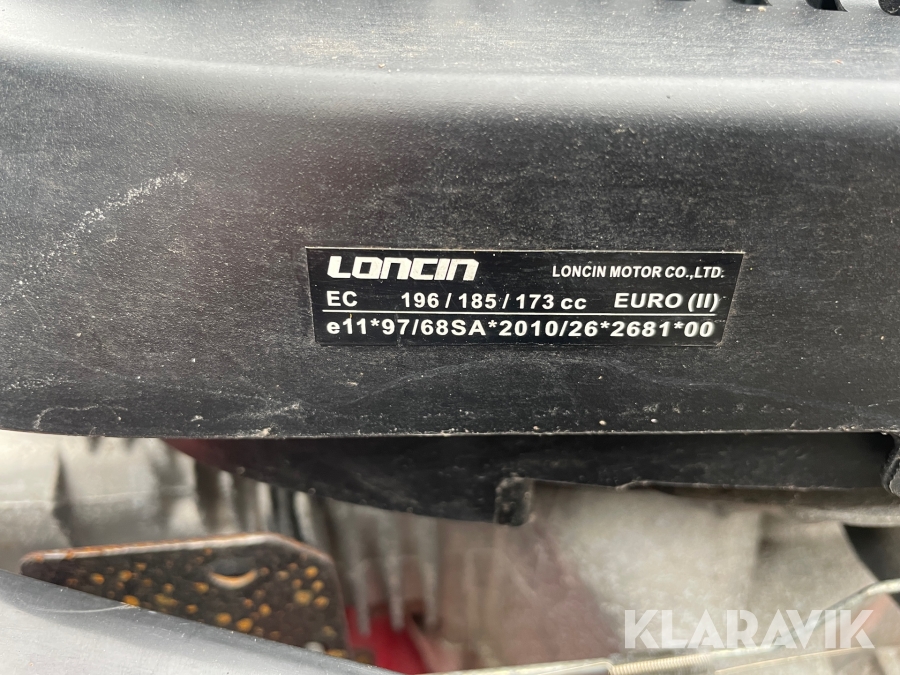 LONCIN LONCIN MOTOR CO.,LTD.
EC 196 / 185 / 173 cc EURO (II)
e11*97/68SA*2010/26*2681*00
KLARAVIK